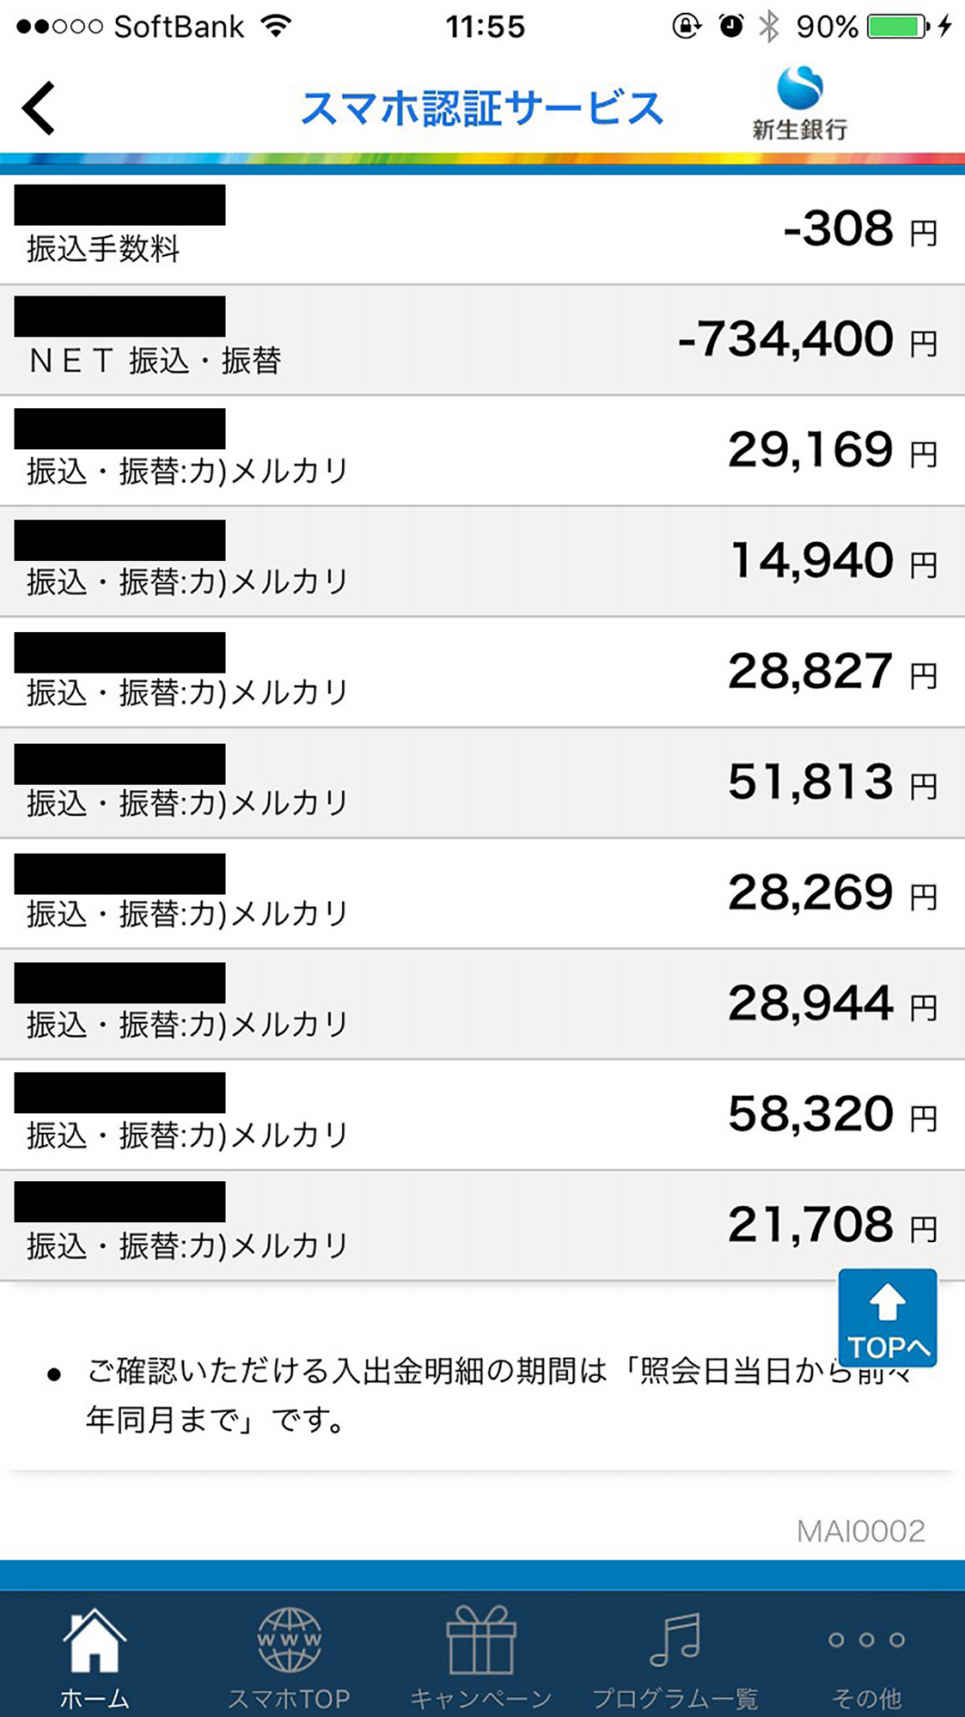 SoftBank 11:55 90%
スマホ認証サービス
新生銀行
-308 円
振込手数料
-734,400 円
ＮＥＴ 振込・振替
29,169 円
振込・振替:カ)メルカリ
14,940 円
振込・振替:カ)メルカリ
28,827 円
振込・振替:カ)メルカリ
51,813 円
振込・振替:カ)メルカリ
28,269 円
振込・振替:カ)メルカリ
28,944 円
振込・振替:カ)メルカリ
58,320 円
振込・振替:カ)メルカリ
21,708 円
振込・振替:カ)メルカリ
TOPへ
● ご確認いただける入出金明細の期間は「照会日当日から前々
年同月まで」です。
MAI0002
WWW
ホーム スマホTOP キャンペーン プログラム一覧 その他